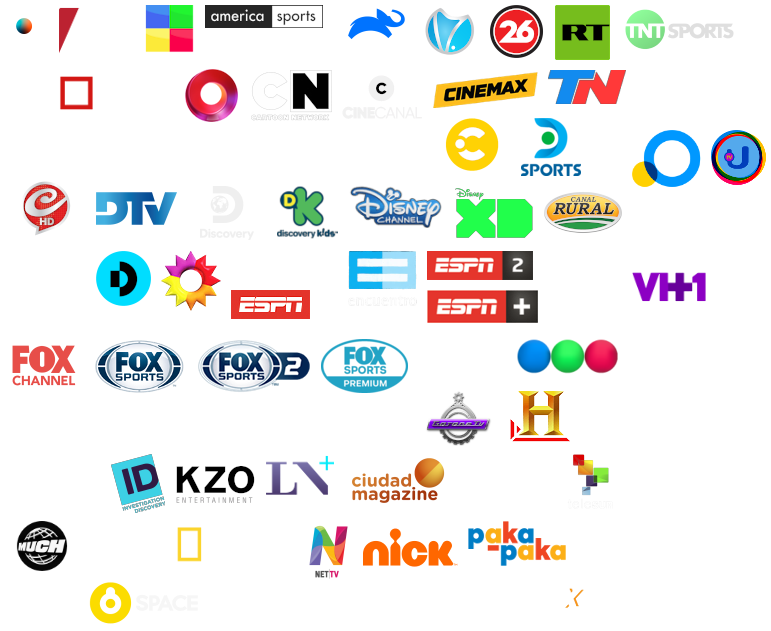 america sports
26
RT
TNT SPORTS
CN
CARTOON NETWORK
C
CINECANAL
CINEMAX
TN
C
D
SPORTS
TV U
e
HD
DTV
D
Discovery
D K
discovery kids
Disney
CHANNEL
Disney
XD
CANAL
RURAL
D
ESPN
encuentro
ESPN 2
ESPN +
VH1
FOX
CHANNEL
FOX
SPORTS
FOX
SPORTS 2
FOX
SPORTS
PREMIUM
H
ID
INVESTIGATION
DISCOVERY
KZO
ENTERTAINMENT
LN+
ciudad
magazine
MUCH
N
NET TV
nick
paka
-paka
SPACE